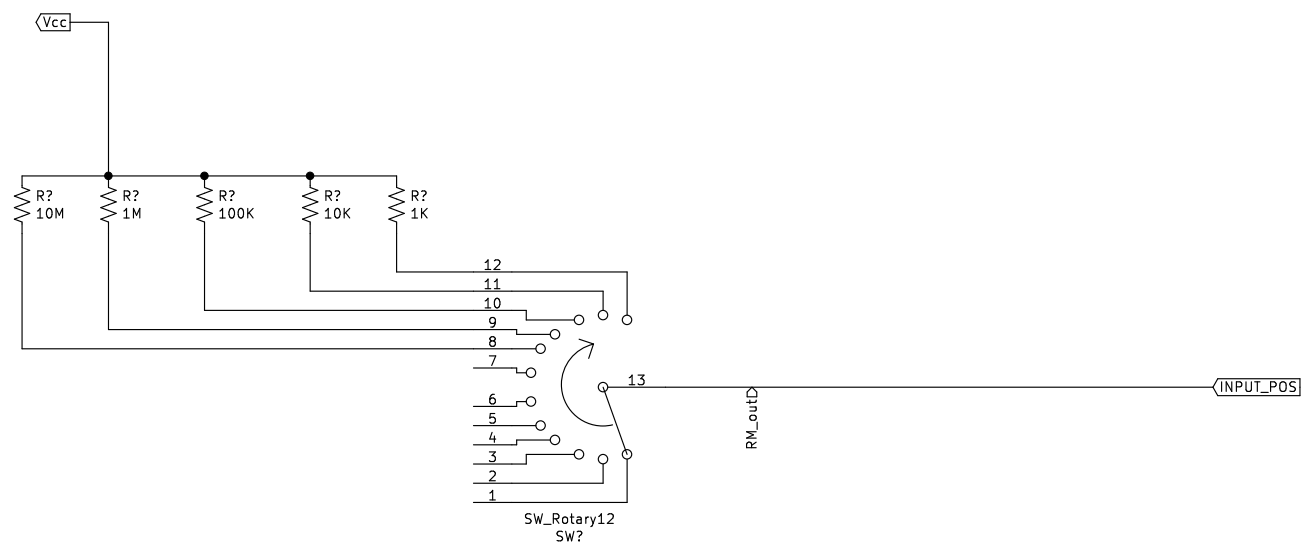 Vcc
R?
10M
R?
1M
R?
100K
R?
10K
R?
1K
12
11
10
9
8
7
6
5
4
3
2
1
13
RM_out
INPUT_POS
SW_Rotary12
SW?